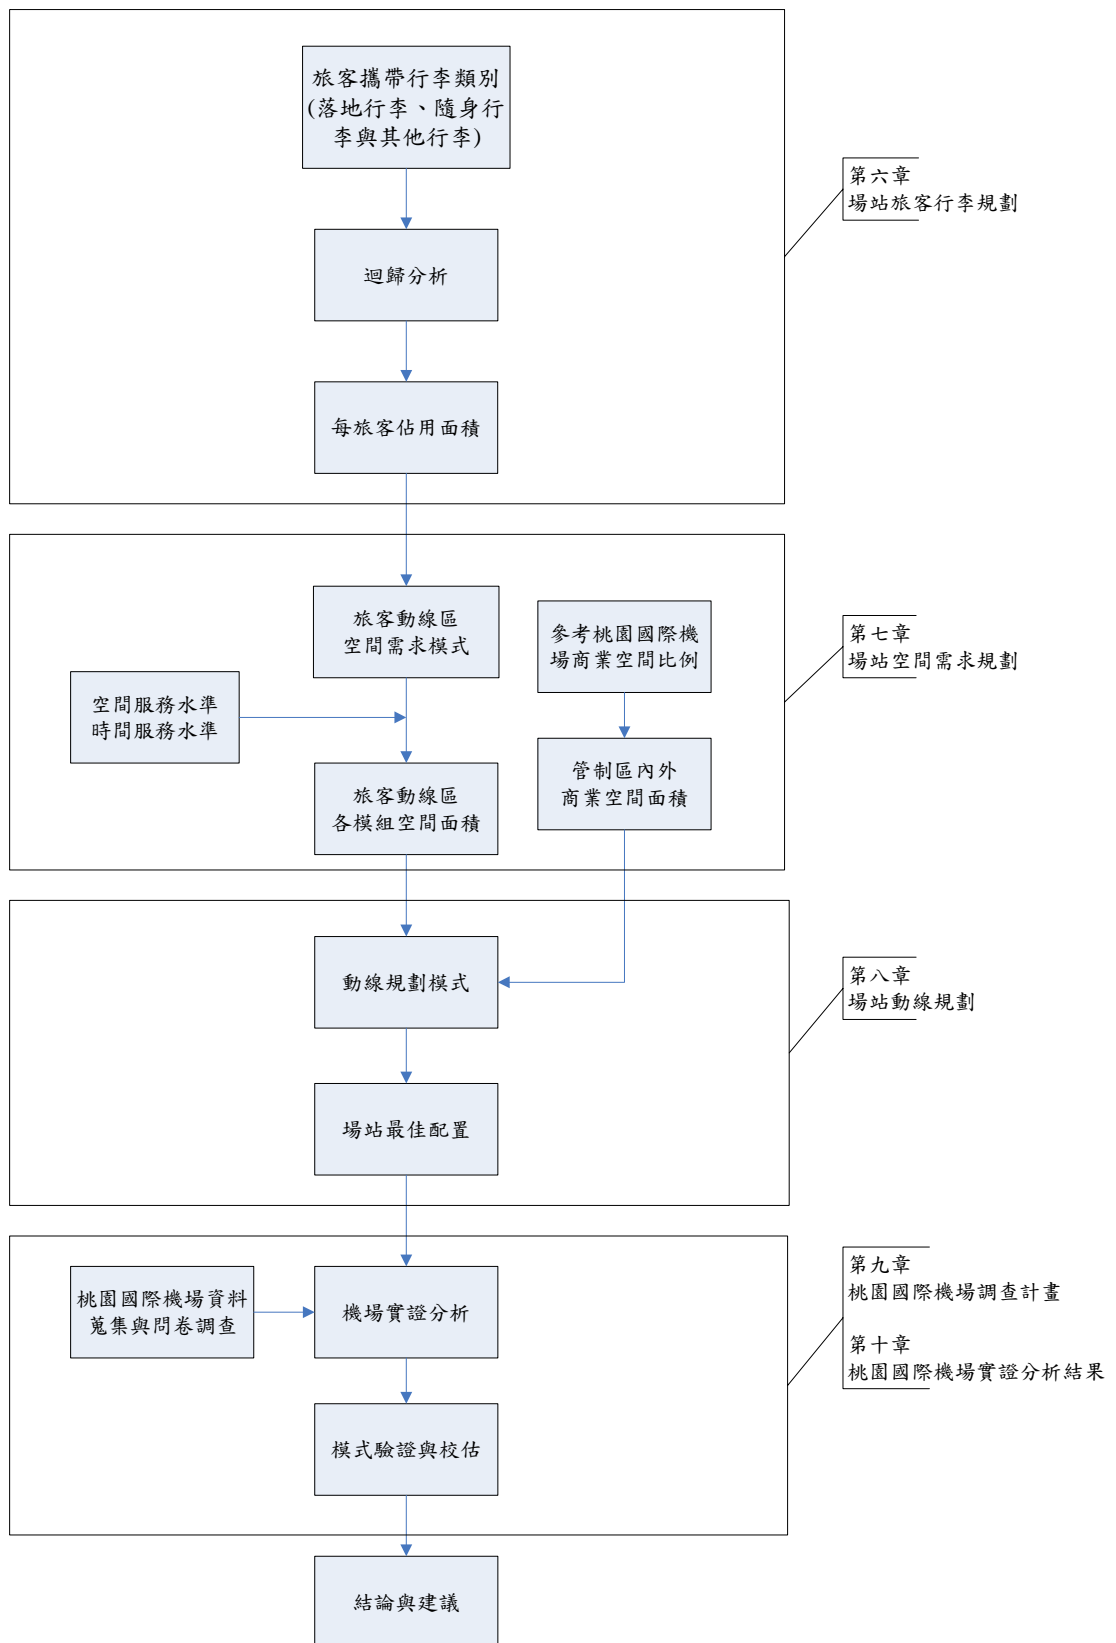 旅客攜帶行李類別
(落地行李、隨身行
李與其他行李)
第六章
場站旅客行李規劃
迴歸分析
每旅客佔用面積
旅客動線區
空間需求模式
參考桃園國際機
場商業空間比例
第七章
場站空間需求規劃
空間服務水準
時間服務水準
旅客動線區
各模組空間面積
管制區內外
商業空間面積
動線規劃模式
第八章
場站動線規劃
場站最佳配置
桃園國際機場資料
蒐集與問卷調查
機場實證分析
第九章
桃園國際機場調查計畫
第十章
桃園國際機場實證分析結果
模式驗證與校估
結論與建議